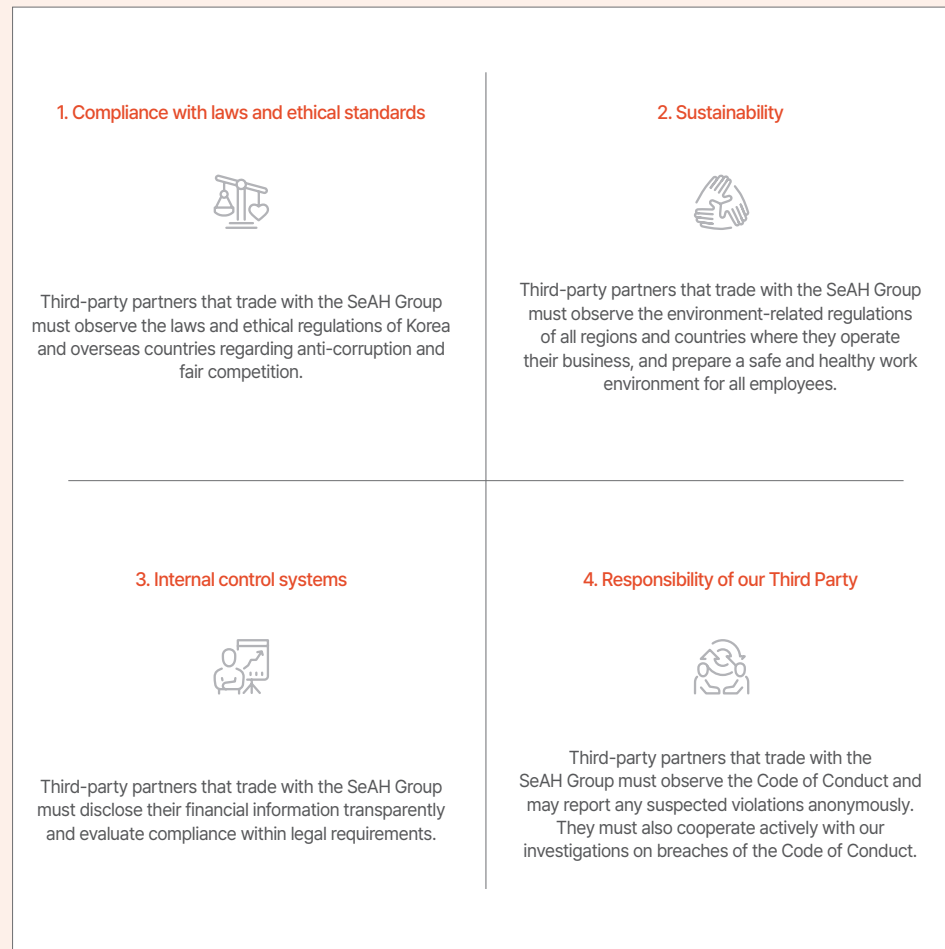 1. Compliance with laws and ethical standards
Third-party partners that trade with the SeAH Group
must observe the laws and ethical regulations of Korea
and overseas countries regarding anti-corruption and
fair competition.
2. Sustainability
Third-party partners that trade with the SeAH Group
must observe the environment-related regulations
of all regions and countries where they operate
their business, and prepare a safe and healthy work
environment for all employees.
3. Internal control systems
Third-party partners that trade with the SeAH Group
must disclose their financial information transparently
and evaluate compliance within legal requirements.
4. Responsibility of our Third Party
Third-party partners that trade with the
SeAH Group must observe the Code of Conduct and
may report any suspected violations anonymously.
They must also cooperate actively with our
investigations on breaches of the Code of Conduct.